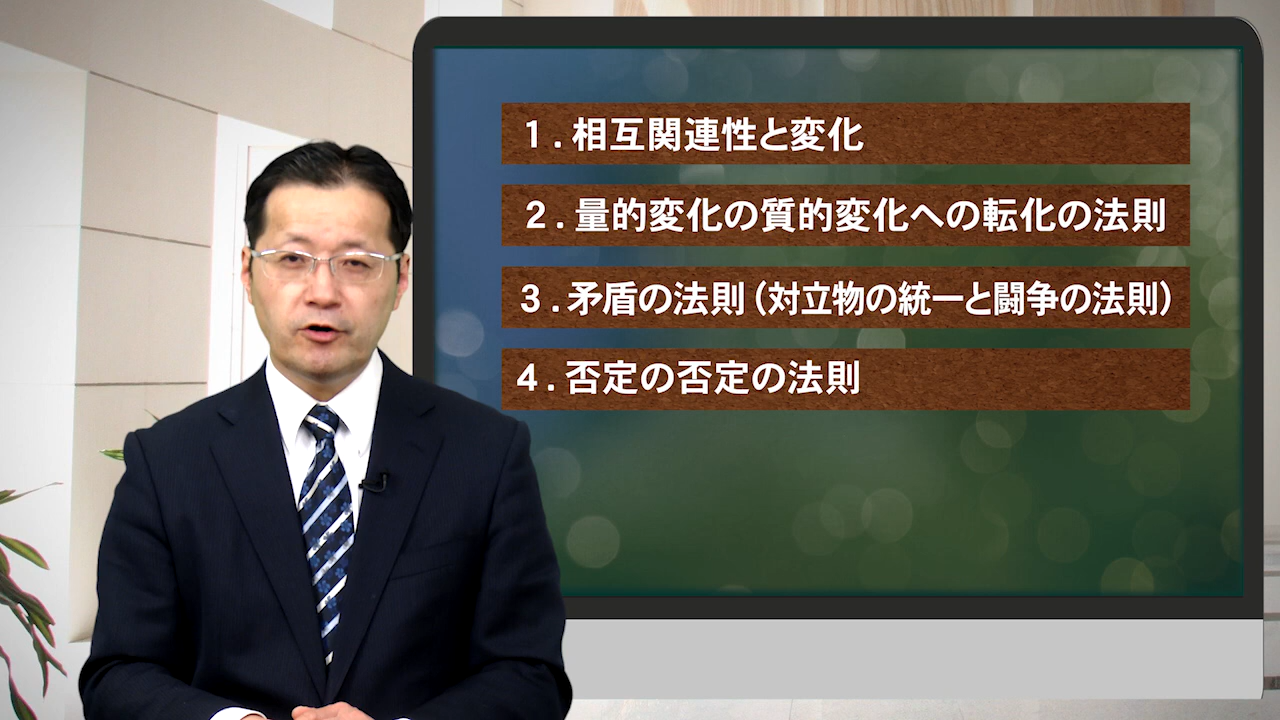 １．相互関連性と変化
２．量的変化の質的変化への転化の法則
３．矛盾の法則（対立物の統一と闘争の法則）
４．否定の否定の法則